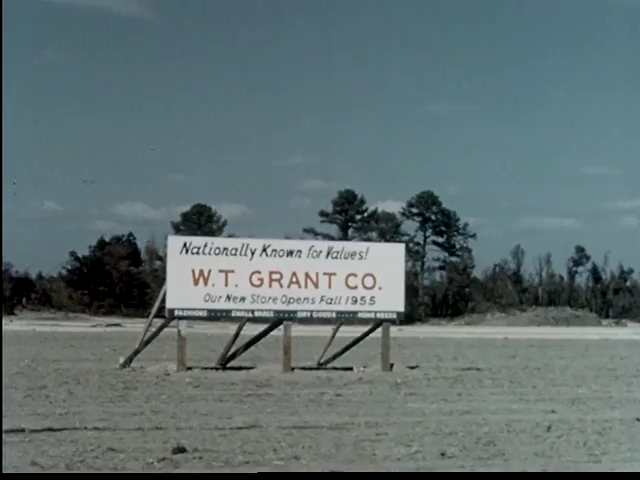 Nationally Known for Values!
W.T. GRANT CO.
Our New Store Opens Fall 1955
FASHIONS ···· SMALL WARES ···· DRY GOODS ···· HOME NEEDS